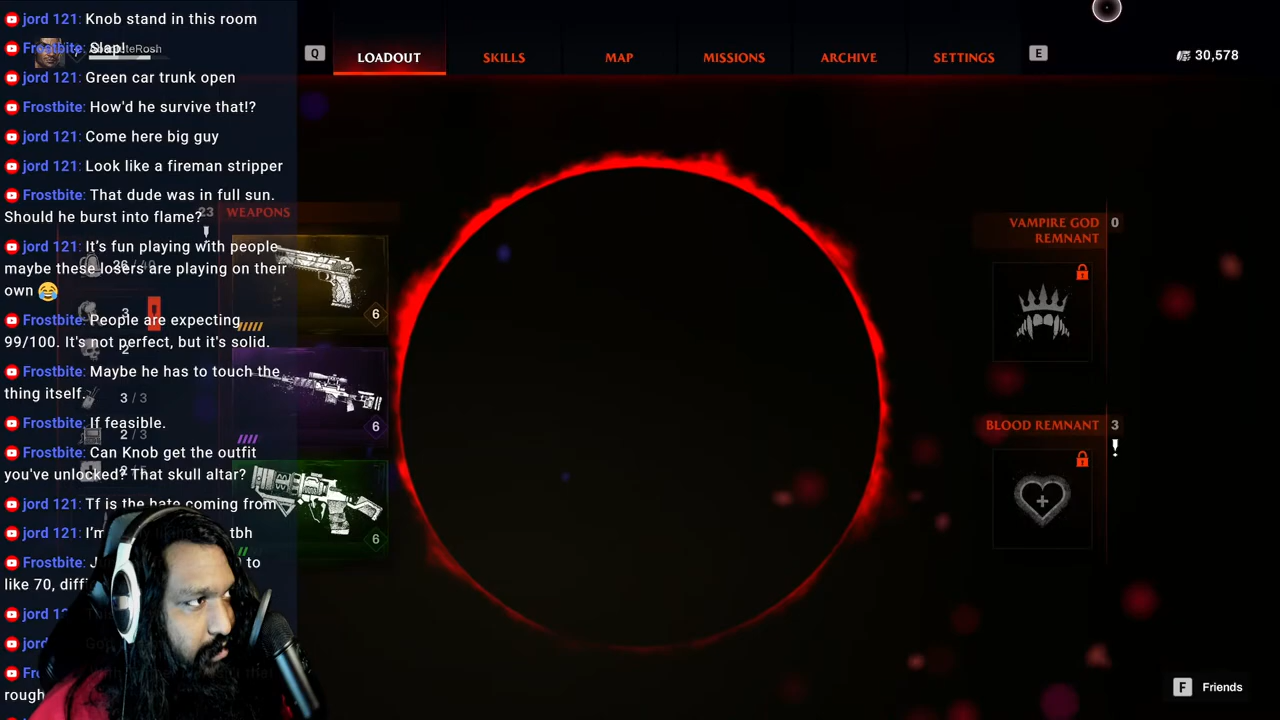 jord 121: Knob stand in this room
Frostbite: Slap!
jord 121: Green car trunk open
Frostbite: How'd he survive that!?
jord 121: Come here big guy
jord 121: Look like a fireman stripper
Frostbite: That dude was in full sun.
Should he burst into flame?
jord 121: It's fun playing with people
maybe these losers are playing on their
own 😂
Frostbite: People are expecting
99/100. It's not perfect, but it's solid.
Frostbite: Maybe he has to touch the
thing itself.
Frostbite: If feasible.
Frostbite: Can Knob get the outfit
you've unlocked? That skull altar?
jord 121: Tf is the hate coming from
jord 121: I'm tbh
Frostbite: to
like 70,
jord
rough
Q
LOADOUT
SKILLS
MAP
MISSIONS
ARCHIVE
SETTINGS
E
30,578
23
WEAPONS
6
6
6
3
2
3 / 3
2 / 3
VAMPIRE GOD
REMNANT
0
BLOOD REMNANT
3
F
Friends